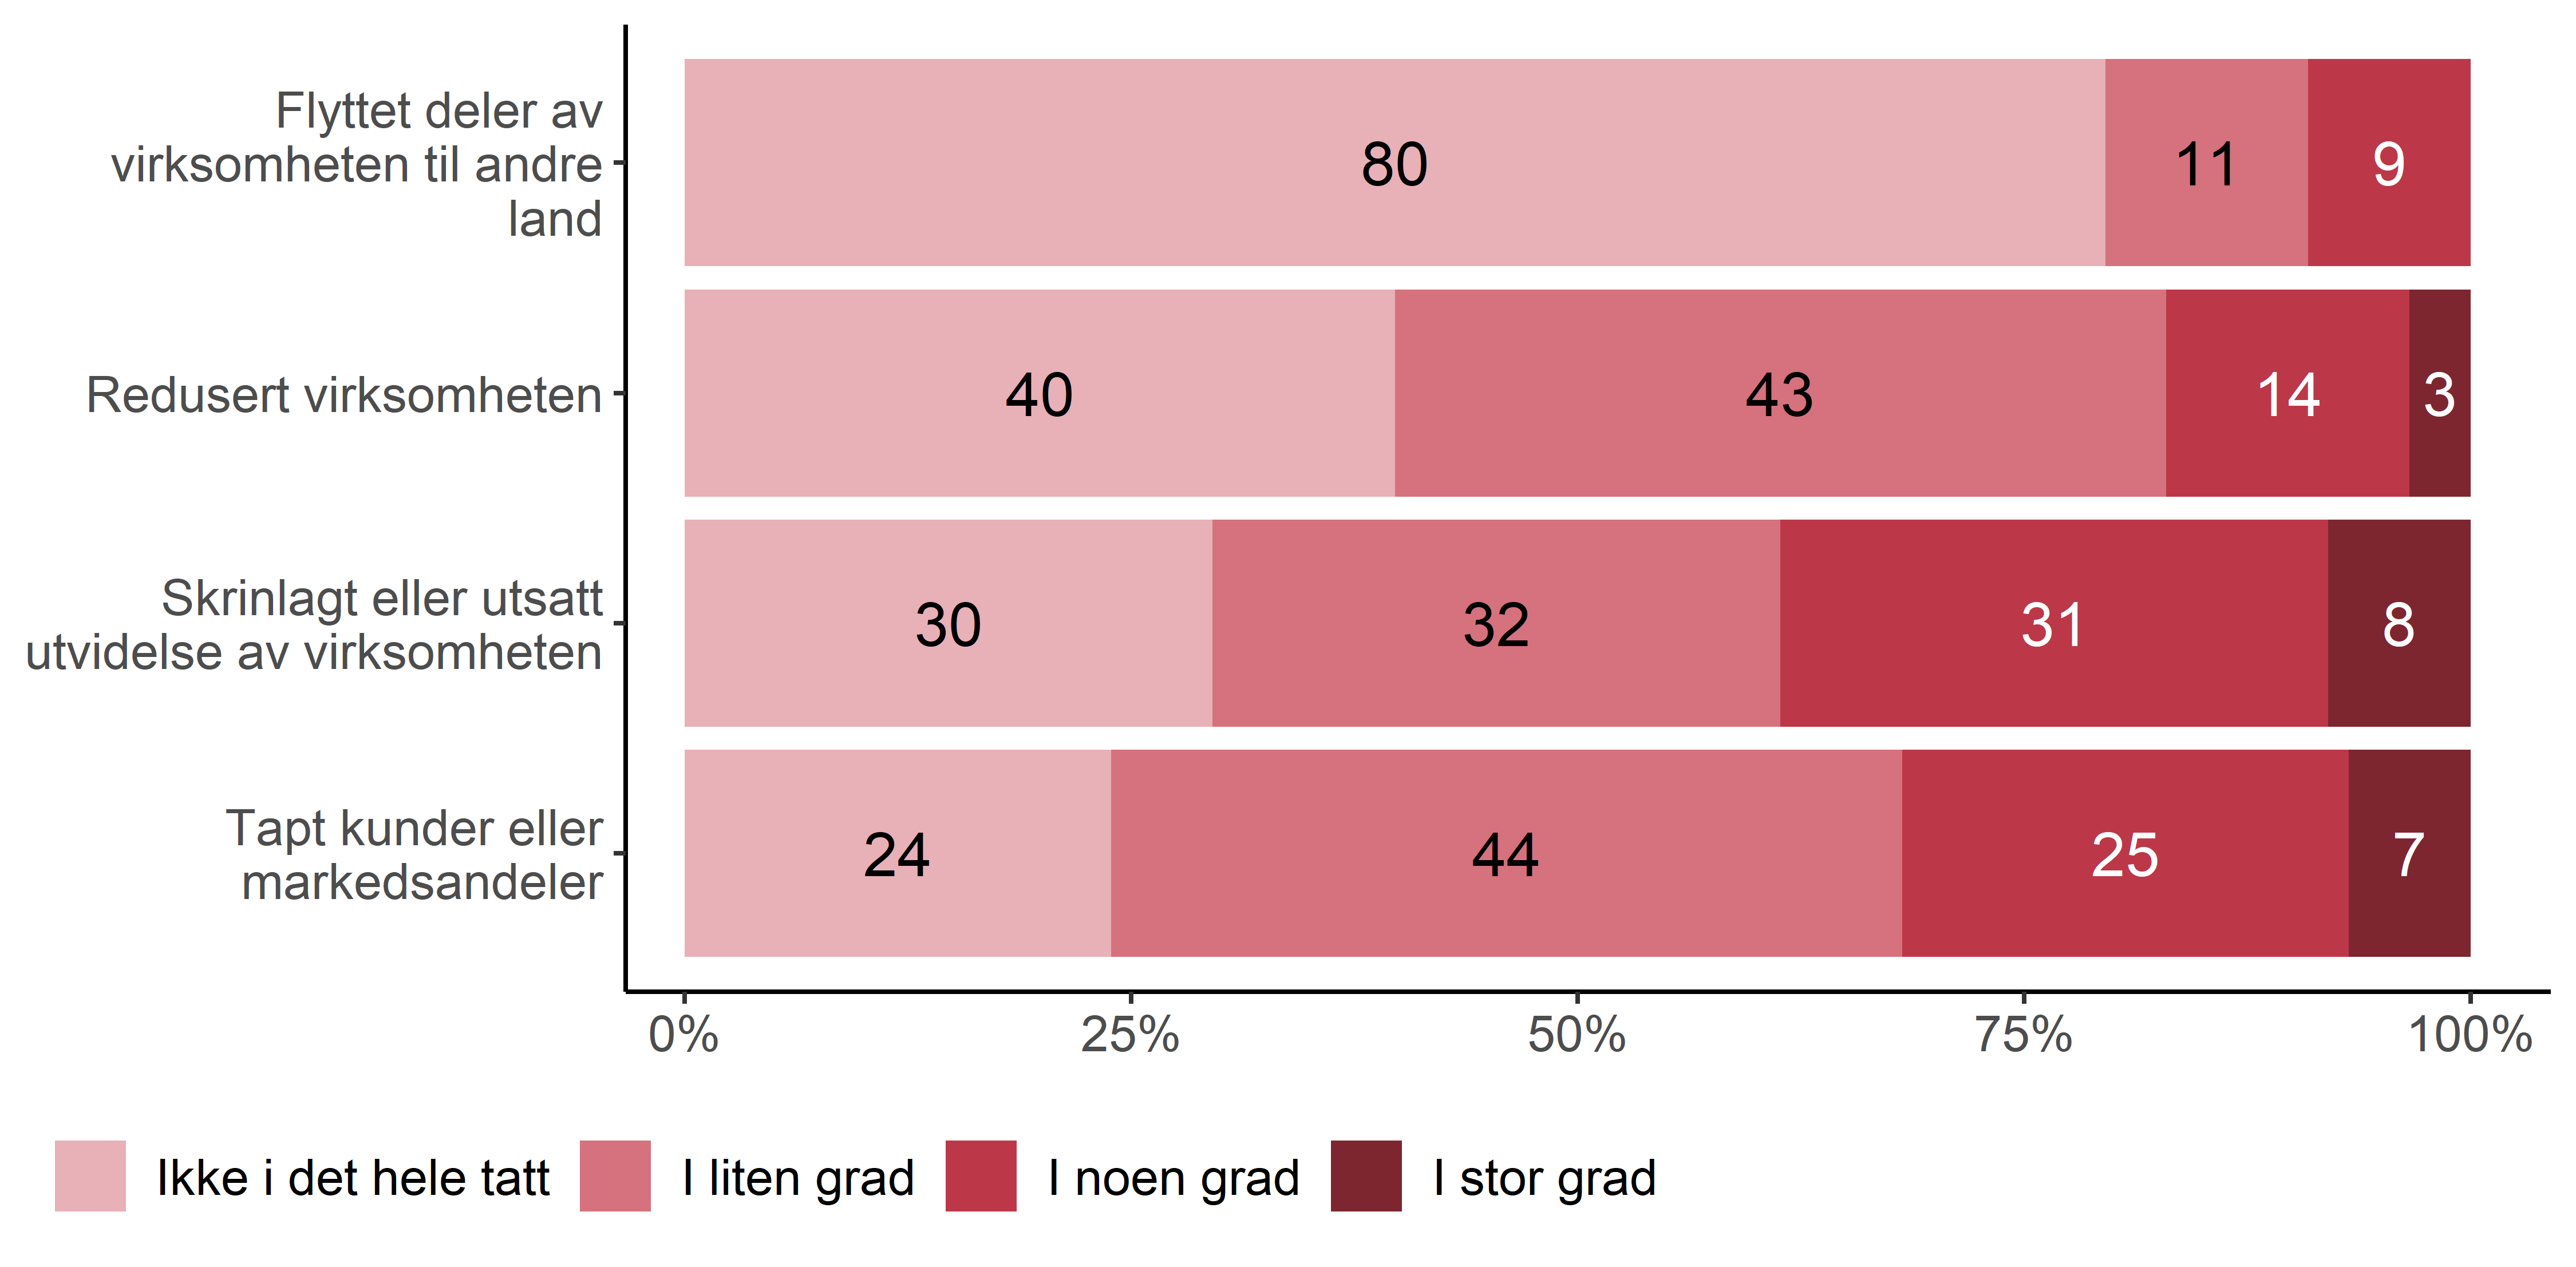 Flyttet deler av
virksomheten til andre
land
80 11 9
Redusert virksomheten
40 43 14 3
Skrinlagt eller utsatt
utvidelse av virksomheten
30 32 31 8
Tapt kunder eller
markedsandeler
24 44 25 7
0% 25% 50% 75% 100%
Ikke i det hele tatt I liten grad I noen grad I stor grad